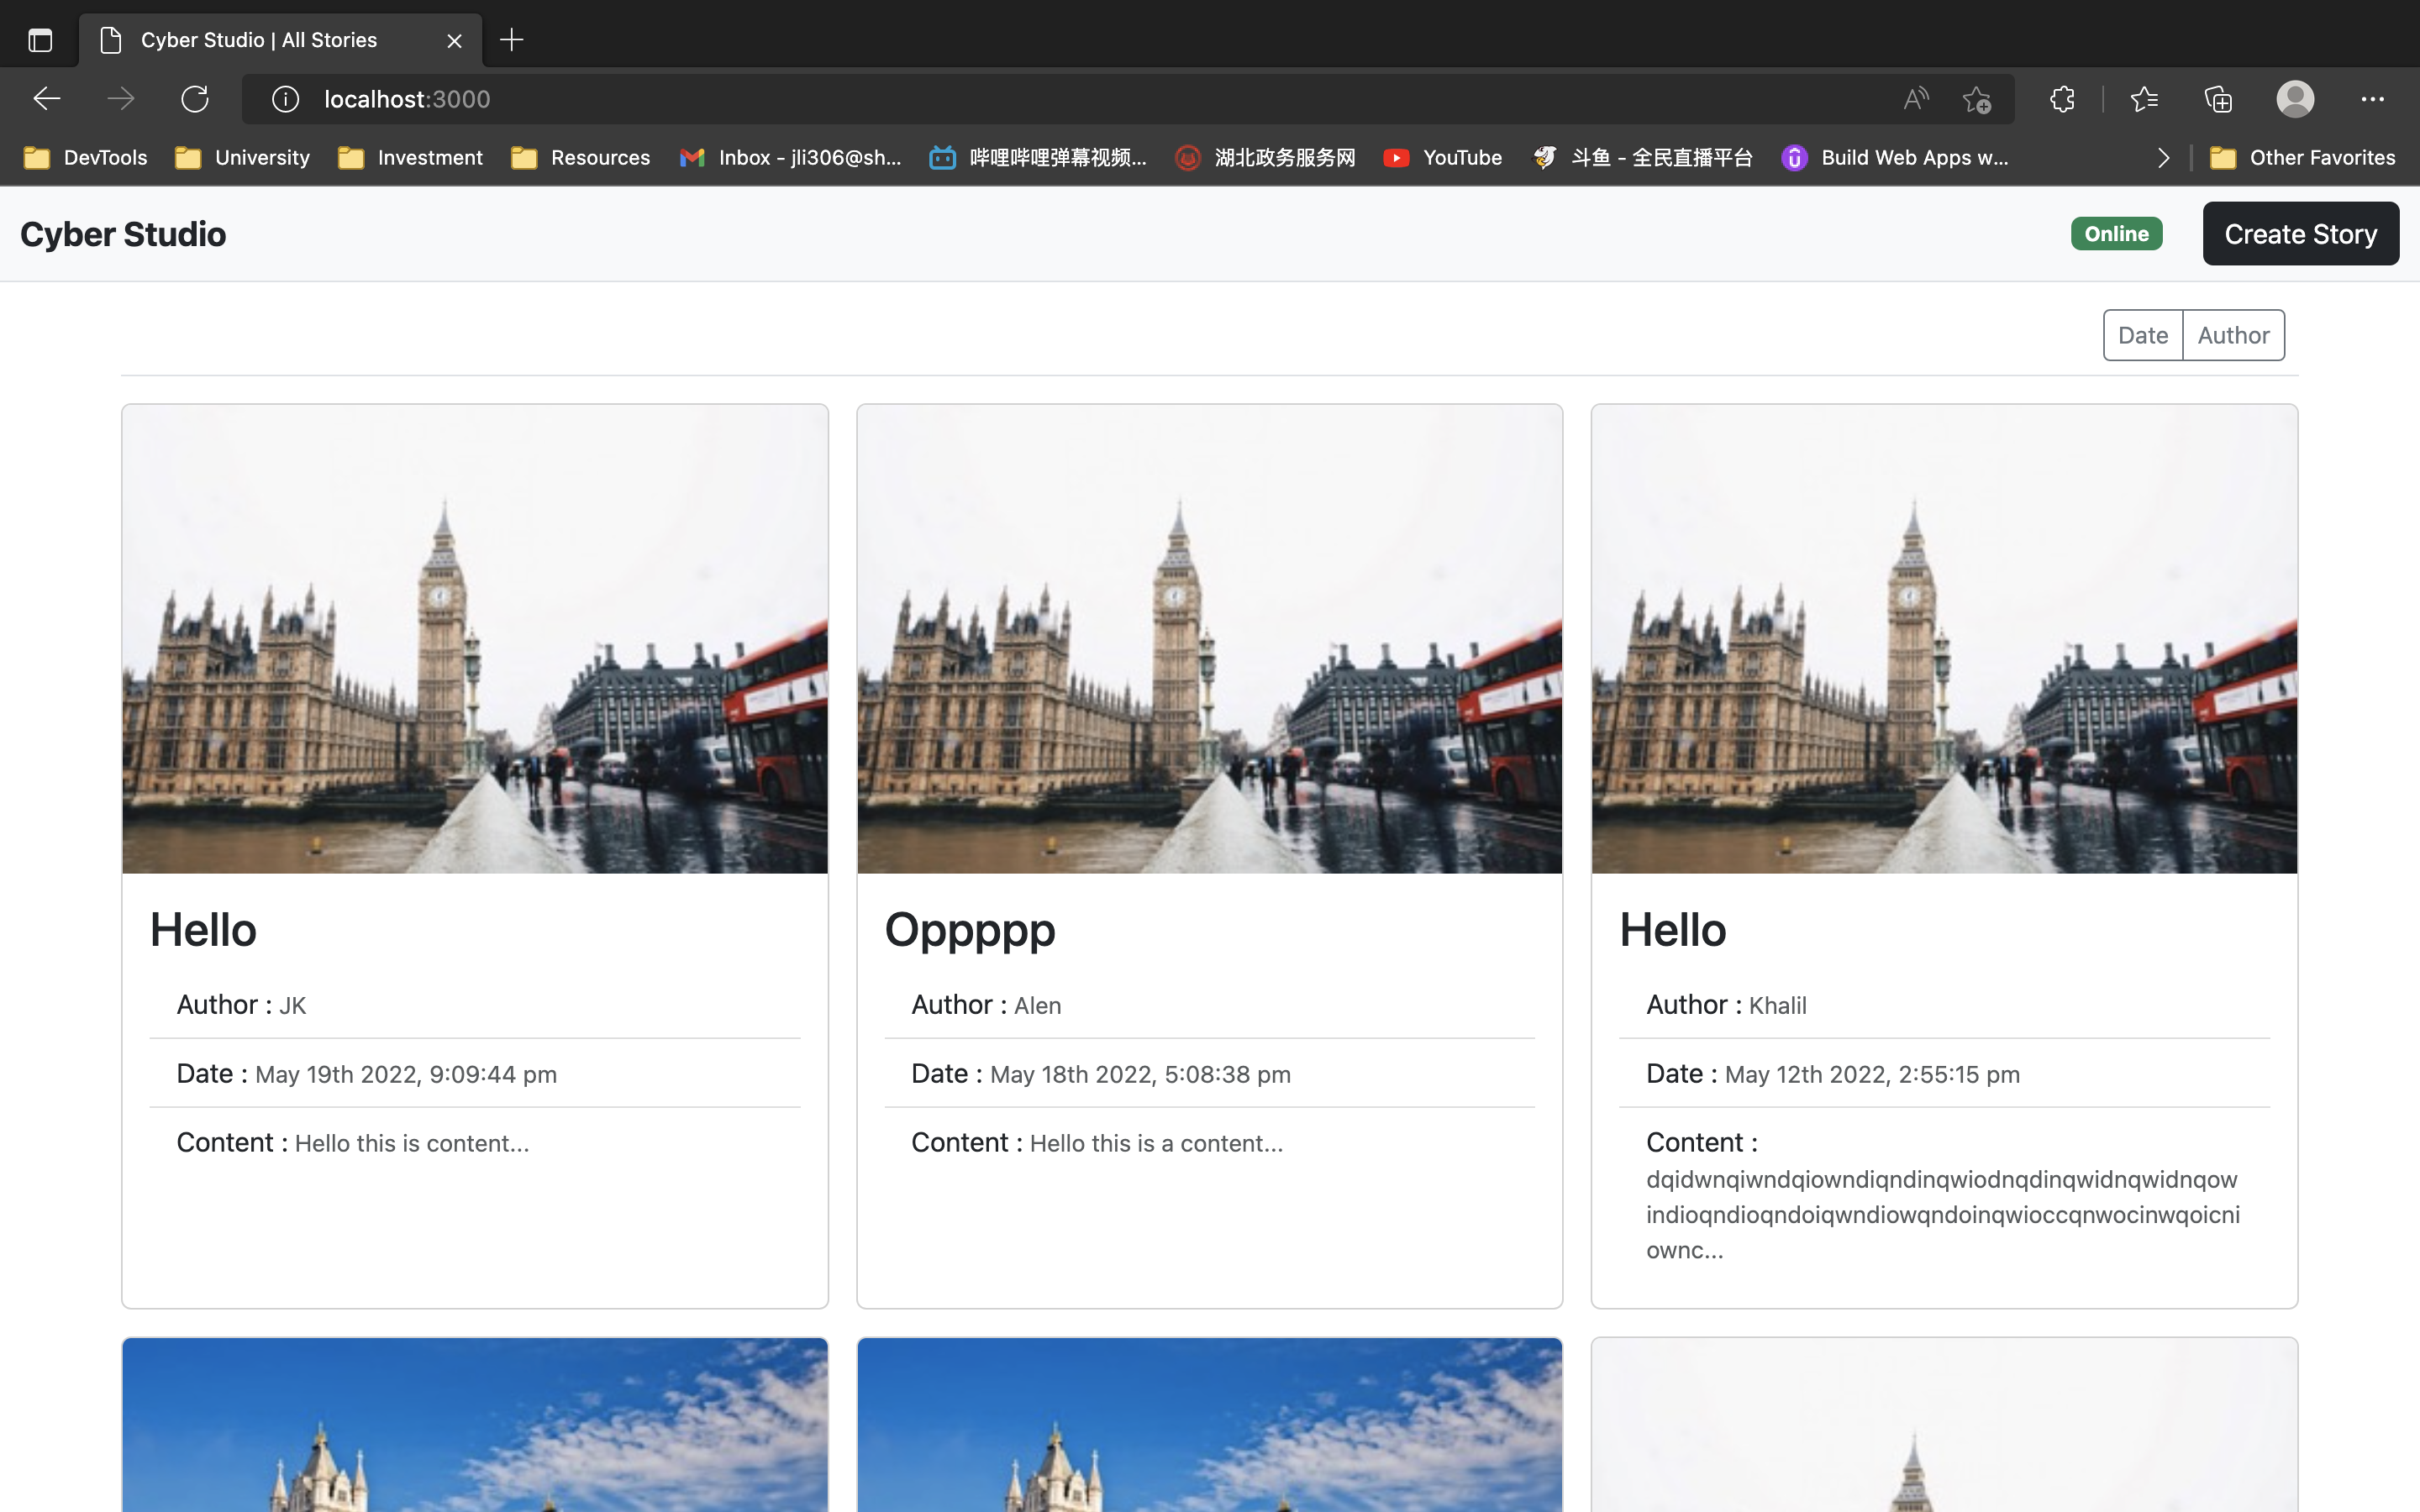 Cyber Studio | All Stories
localhost:3000
DevTools University Investment Resources Inbox - jli306@sh... 哔哩哔哩弹幕视频... 湖北政务服务网 YouTube 斗鱼 - 全民直播平台 Build Web Apps w... Other Favorites
Cyber Studio Online Create Story
Date Author
Hello
Author : JK
Date : May 19th 2022, 9:09:44 pm
Content : Hello this is content...
Oppppp
Author : Alen
Date : May 18th 2022, 5:08:38 pm
Content : Hello this is a content...
Hello
Author : Khalil
Date : May 12th 2022, 2:55:15 pm
Content :
dqidwnqiwndqiowndiqndinqwiodnqdinqwidnqwidnqow
indioqndioqndoiqwndiowqndoinqwioccqnwocinwqoicni
ownc...